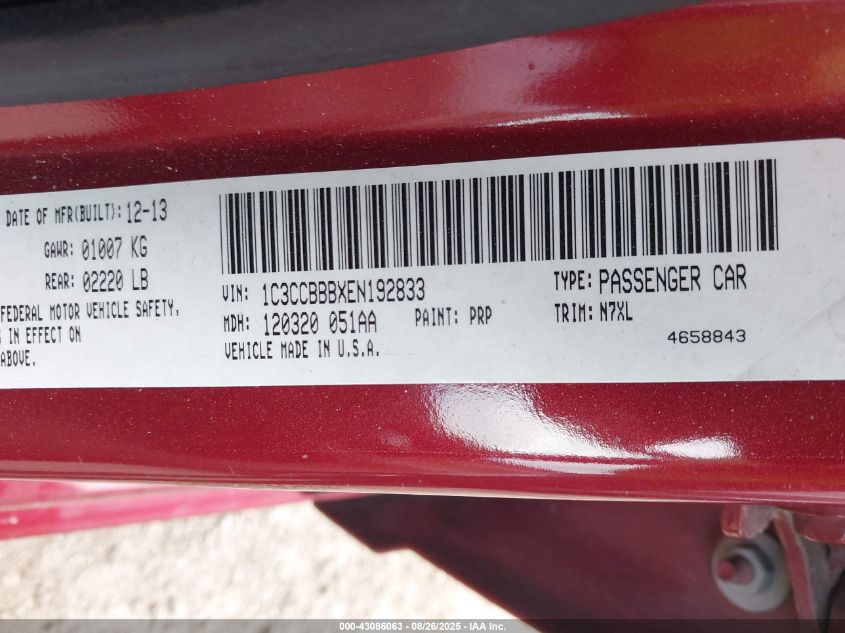 DATE OF MFR(BUILT): 12-13
GAWR: 01007 KG
REAR: 02220 LB
FEDERAL MOTOR VEHICLE SAFETY,
IN EFFECT ON
ABOVE.
VIN: 1C3CCBBBXEN192833
TYPE: PASSENGER CAR
MDH: 120320 051AA
PAINT: PRP
TRIM: N7XL
VEHICLE MADE IN U.S.A.
4658843
000-43086063 - 08/26/2025 - IAA Inc.